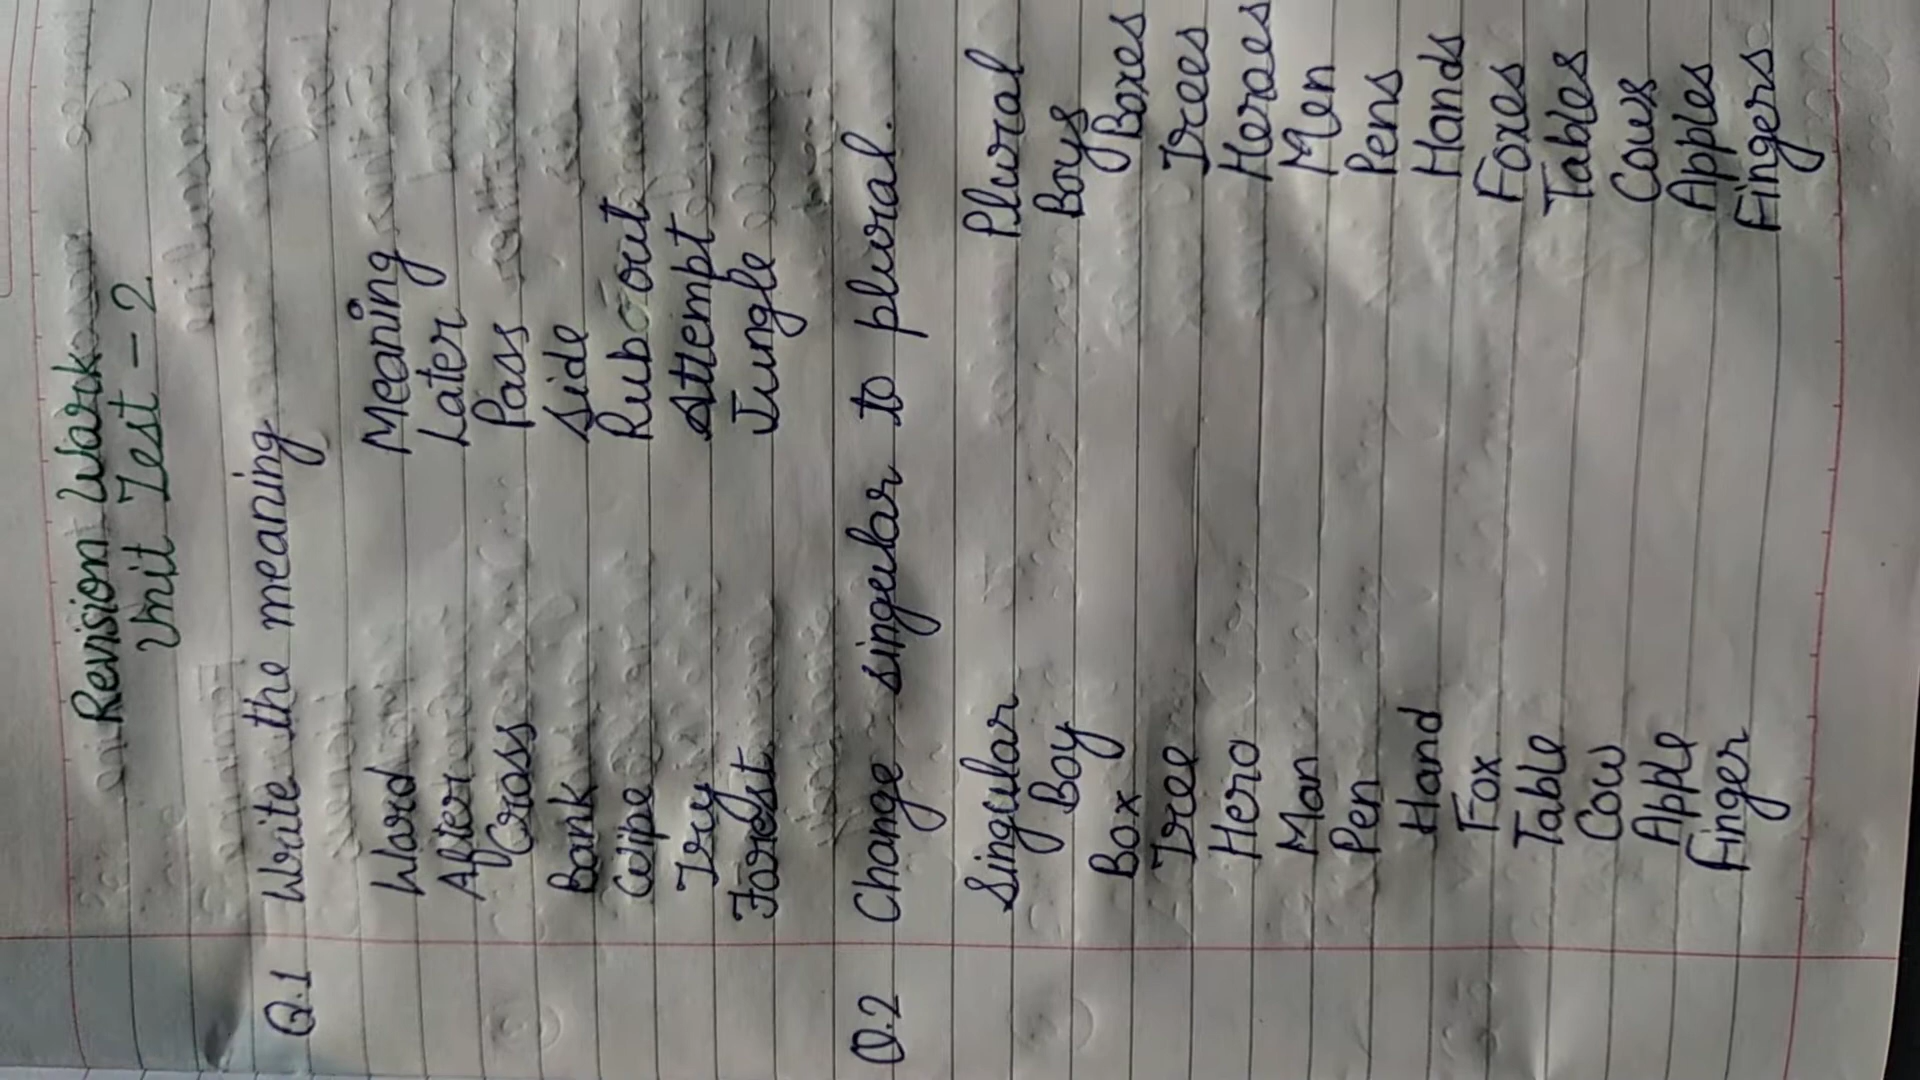 Revision Work
Unit Test - 2
Q.1 Write the meaning
Word Meaning
After Later
Cross Pass
Bank Side
Wipe Rub out
Try Attempt
Forest Jungle
Q.2 Change singular to plural.
Singular Plural
Boy Boys
Box Boxes
Tree Trees
Hero Heroes
Man Men
Pen Pens
Hand Hands
Fox Foxes
Table Tables
Cow Cows
Apple Apples
Finger Fingers